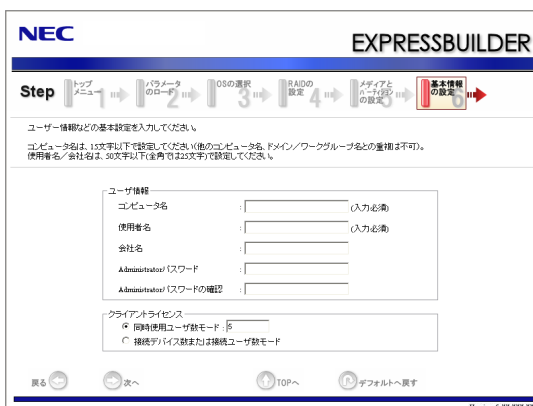 NEC
EXPRESSBUILDER
Step
トップメニュー 1
パラメータのロード 2
OSの選択 3
RAIDの設定 4
メディアとパーティションの設定 5
基本情報の設定 6
ユーザー情報などの基本設定を入力してください。
コンピュータ名は、15文字以下で設定してください(他のコンピュータ名、ドメイン/ワークグループ名との重複は不可)。
使用者名/会社名は、50文字以下(全角では25文字)で設定してください。
ユーザ情報
コンピュータ名 : (入力必須)
使用者名 : (入力必須)
会社名 :
Administratorパスワード :
Administratorパスワードの確認 :
クライアントライセンス
同時使用ユーザ数モード : 5
接続デバイス数または接続ユーザ数モード
戻る 次へ TOPへ デフォルトへ戻す